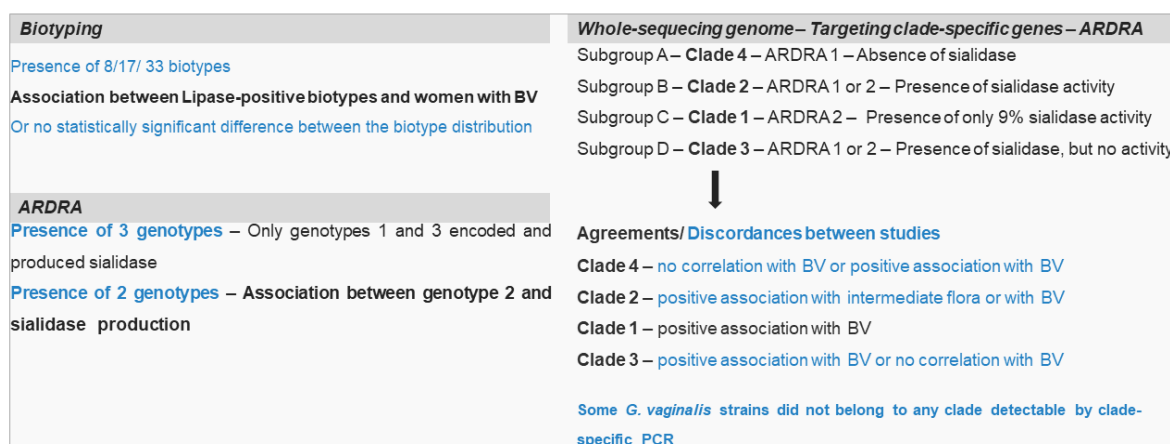 Biotyping
Presence of 8/17/ 33 biotypes
Association between Lipase-positive biotypes and women with BV
Or no statistically significant difference between the biotype distribution
ARDRA
Presence of 3 genotypes – Only genotypes 1 and 3 encoded and
produced sialidase
Presence of 2 genotypes – Association between genotype 2 and
sialidase production
Whole-sequecing genome – Targeting clade-specific genes – ARDRA
Subgroup A – Clade 4 – ARDRA 1 – Absence of sialidase
Subgroup B – Clade 2 – ARDRA 1 or 2 – Presence of sialidase activity
Subgroup C – Clade 1 – ARDRA 2 – Presence of only 9% sialidase activity
Subgroup D – Clade 3 – ARDRA 1 or 2 – Presence of sialidase, but no activity
Agreements/ Discordances between studies
Clade 4 – no correlation with BV or positive association with BV
Clade 2 – positive association with intermediate flora or with BV
Clade 1 – positive association with BV
Clade 3 – positive association with BV or no correlation with BV
Some G. vaginalis strains did not belong to any clade detectable by clade-
specific PCR